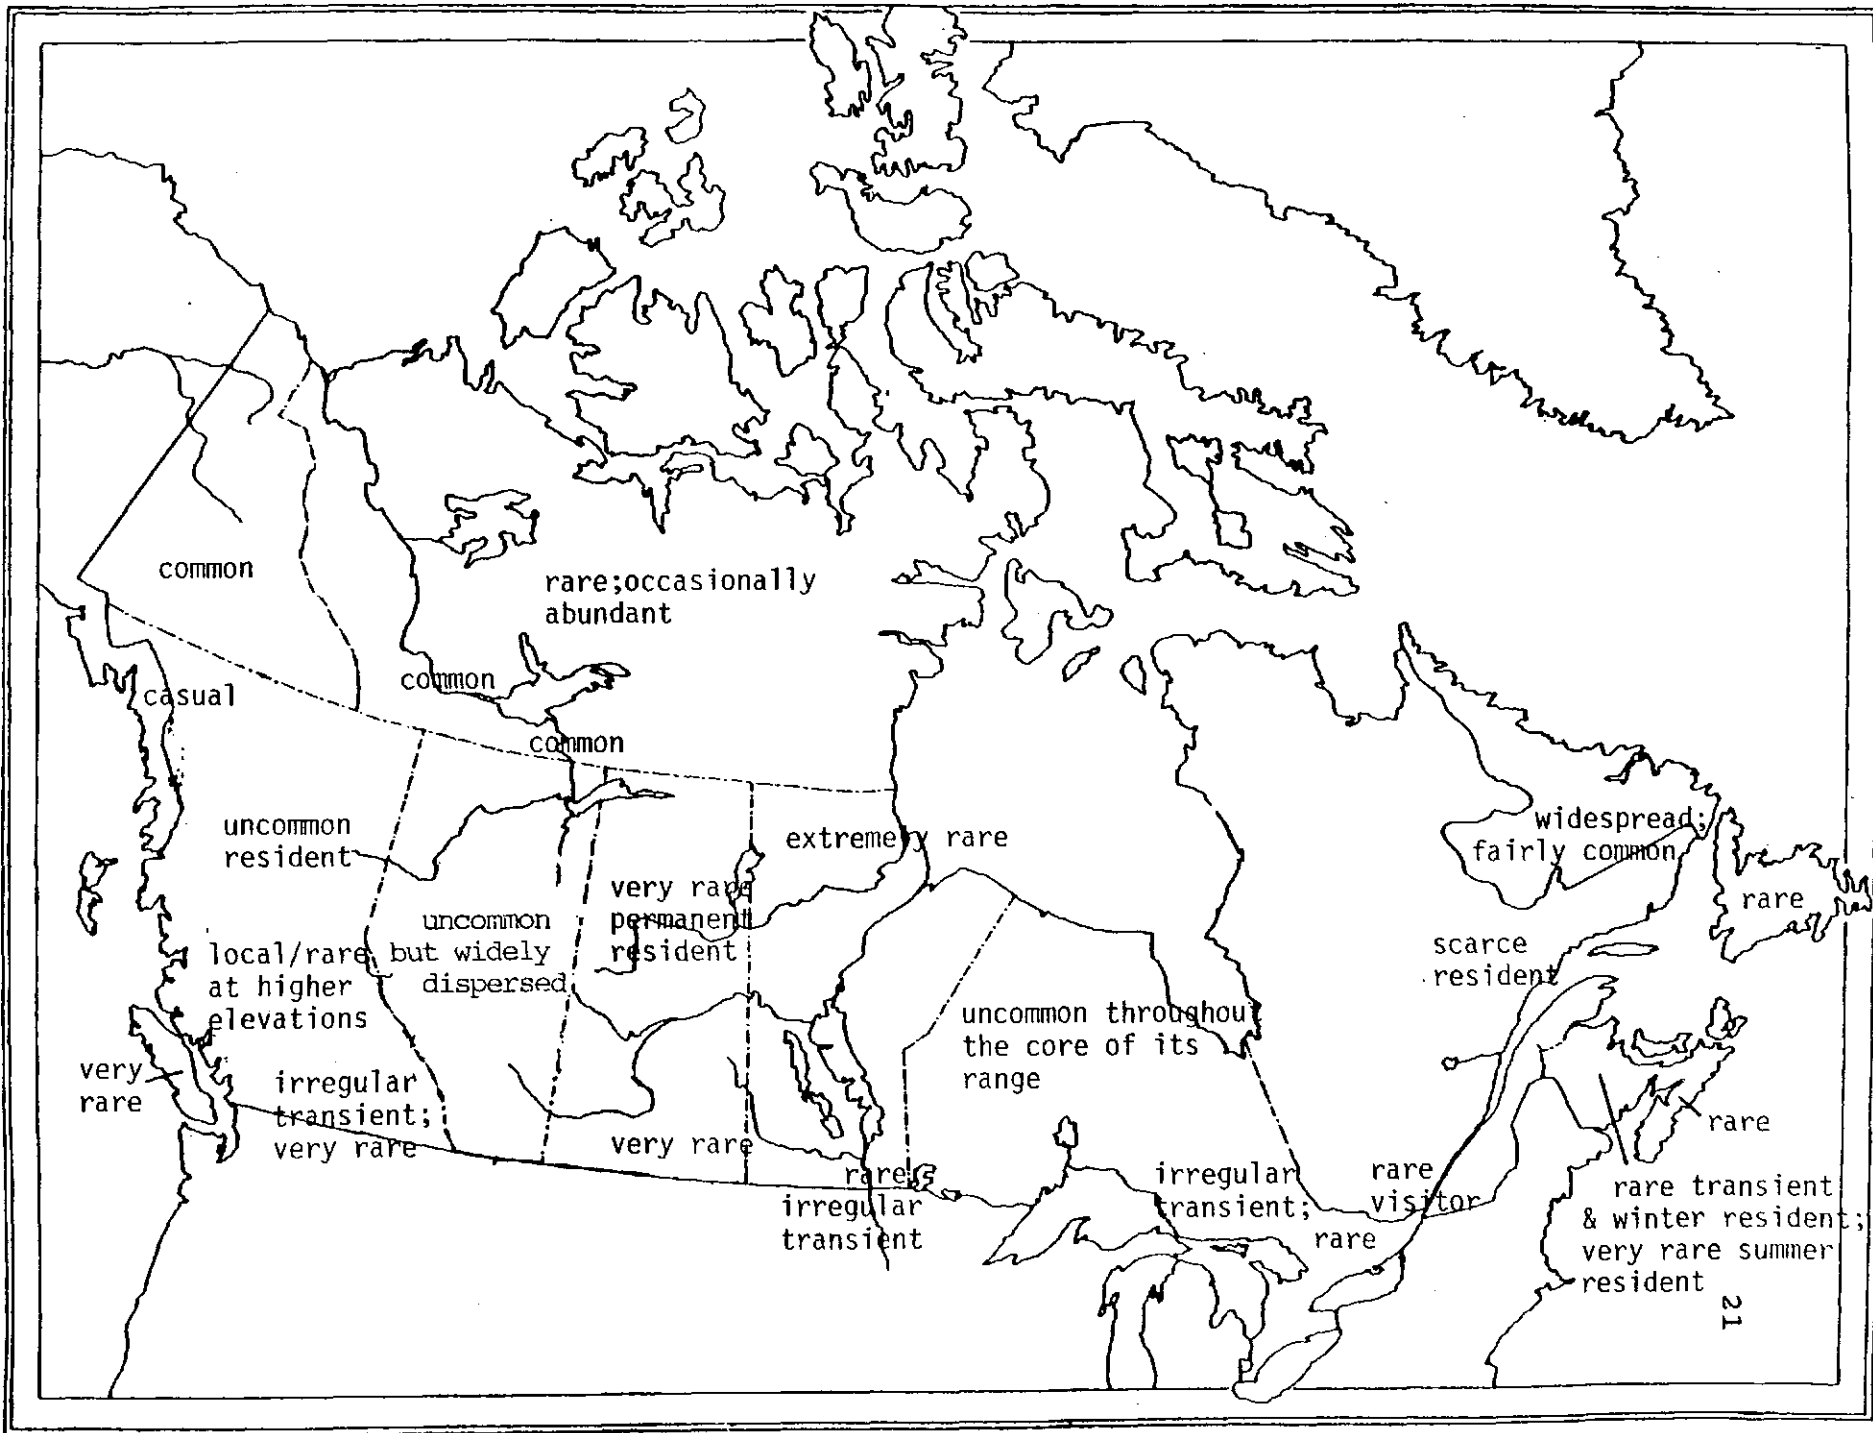 common
rare;occasionally
abundant
casual
common
common
uncommon
resident
extremely rare
widespread;
fairly common
very rare
permanent
resident
rare
uncommon
but widely
dispersed
local/rare
at higher
elevations
scarce
resident
uncommon throughout
the core of its
range
very
rare
irregular
transient;
very rare
very rare
rare
rare
irregular
transient
irregular
transient;
rare
rare
visitor
rare transient
& winter resident;
very rare summer
resident
21